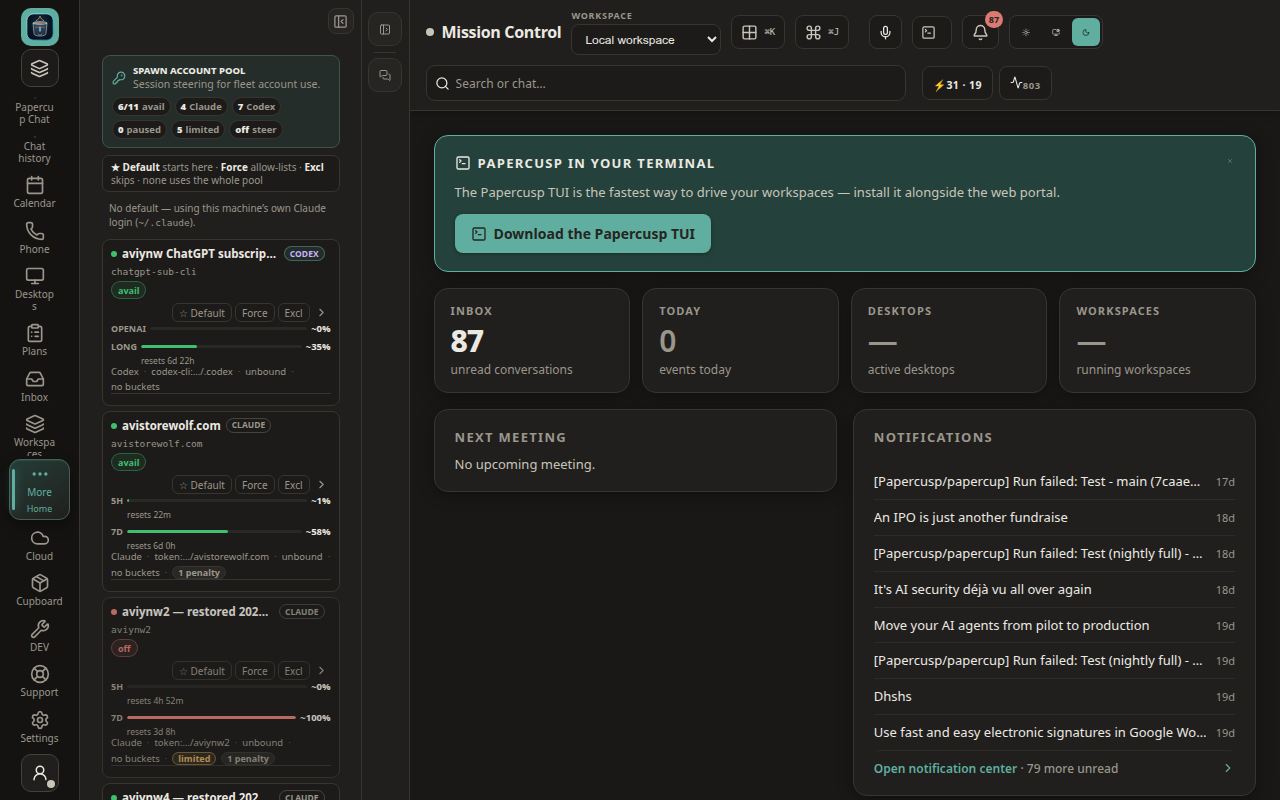 Papercu
p Chat
Chat
history
Calendar
Phone
Desktop
s
Plans
Inbox
Workspa
ces
More
Home
Cloud
Cupboard
DEV
Support
Settings
SPAWN ACCOUNT POOL
Session steering for fleet account use.
6/11 avail
4 Claude
7 Codex
0 paused
5 limited
off steer
★ Default starts here · Force allow-lists · Excl
skips · none uses the whole pool
No default — using this machine's own Claude
login (~/.claude).
aviynw ChatGPT subscrip... CODEX
chatgpt-sub-cli
avail
☆ Default Force Excl
OPENAI ~0%
LONG ~35%
resets 6d 22h
Codex · codex-cli:.../.codex · unbound ·
no buckets
avistorewolf.com CLAUDE
avistorewolf.com
avail
☆ Default Force Excl
5H ~1%
resets 22m
7D ~58%
resets 6d 0h
Claude · token:.../avistorewolf.com · unbound ·
no buckets · 1 penalty
aviynw2 — restored 202... CLAUDE
aviynw2
off
☆ Default Force Excl
5H ~0%
resets 4h 52m
7D ~100%
resets 3d 8h
Claude · token:.../aviynw2 · unbound ·
no buckets · limited 1 penalty
aviynw4 — restored 202... CLAUDE
Mission Control
WORKSPACE
Local workspace
⌘K
⌘J
87
Search or chat...
⚡31 · 19
803
PAPERCUSP IN YOUR TERMINAL
×
The Papercusp TUI is the fastest way to drive your workspaces — install it alongside the web portal.
Download the Papercusp TUI
INBOX
87
unread conversations
TODAY
0
events today
DESKTOPS
—
active desktops
WORKSPACES
—
running workspaces
NEXT MEETING
No upcoming meeting.
NOTIFICATIONS
[Papercusp/papercup] Run failed: Test - main (7caae... 17d
An IPO is just another fundraise 18d
[Papercusp/papercup] Run failed: Test (nightly full) - ... 18d
It's AI security déjà vu all over again 18d
Move your AI agents from pilot to production 19d
[Papercusp/papercup] Run failed: Test (nightly full) - ... 19d
Dhshs 19d
Use fast and easy electronic signatures in Google Wo... 19d
Open notification center · 79 more unread